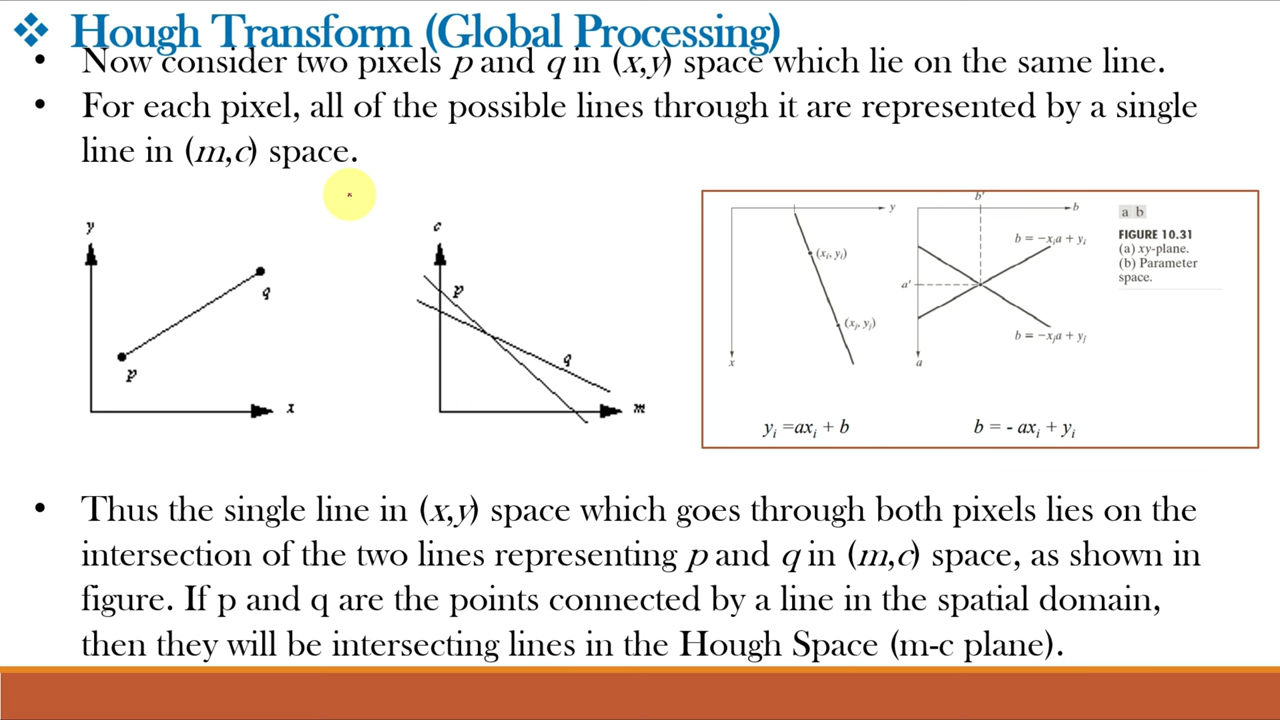 ❖ Hough Transform (Global Processing)
• Now consider two pixels p and q in (x,y) space which lie on the same line.
• For each pixel, all of the possible lines through it are represented by a single
line in (m,c) space.
y
q
p
x
c
p
q
m
y
(xi, yi)
(xj, yj)
x
b'
b
b = −xia + yi
a'
b = −xja + yj
a
a b
FIGURE 10.31
(a) xy-plane.
(b) Parameter
space.
yi =axi + b
b = - axi + yi
• Thus the single line in (x,y) space which goes through both pixels lies on the
intersection of the two lines representing p and q in (m,c) space, as shown in
figure. If p and q are the points connected by a line in the spatial domain,
then they will be intersecting lines in the Hough Space (m-c plane).